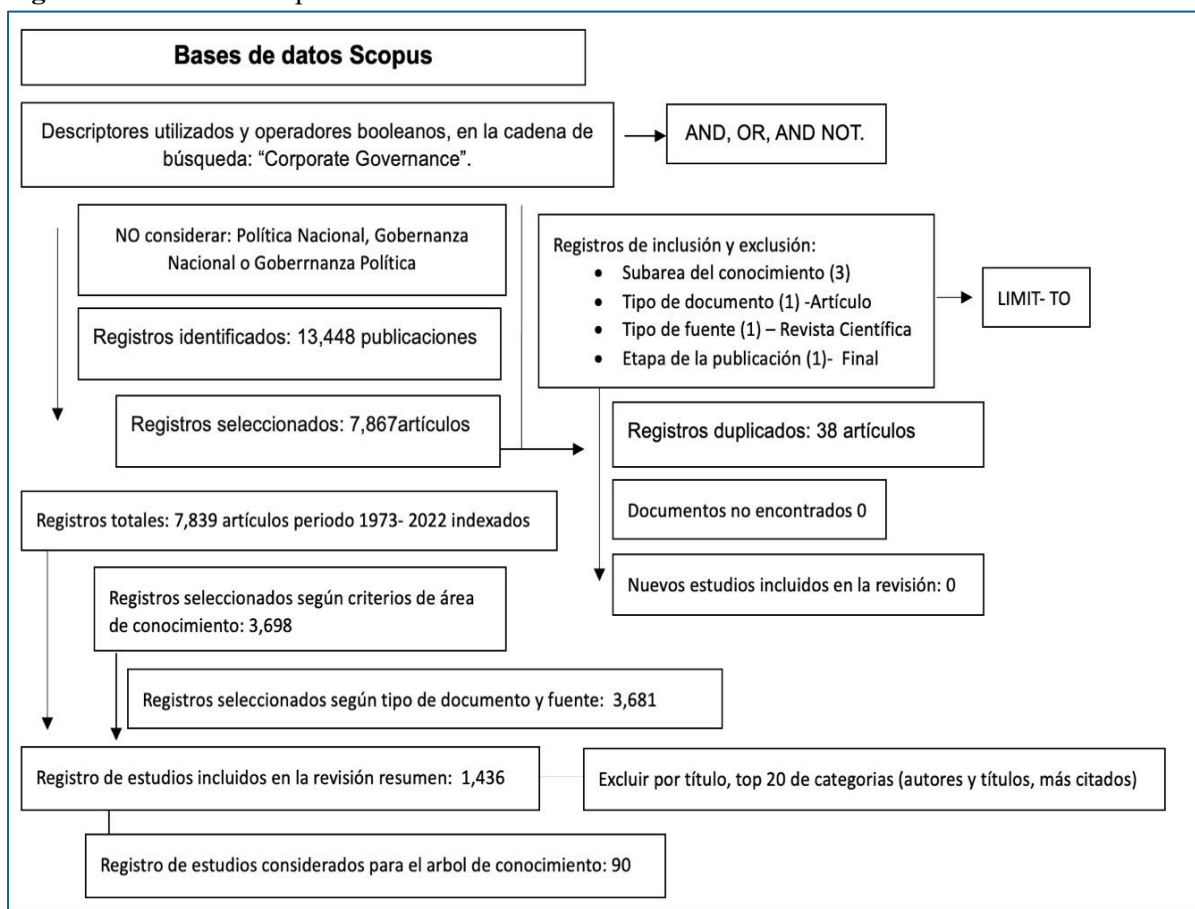 Bases de datos Scopus
Descriptores utilizados y operadores booleanos, en la cadena de
búsqueda: “Corporate Governance”.
AND, OR, AND NOT.
NO considerar: Política Nacional, Gobernanza
Nacional o Goberrnanza Política
Registros identificados: 13,448 publicaciones
Registros seleccionados: 7,867artículos
Registros de inclusión y exclusión:
• Subarea del conocimiento (3)
• Tipo de documento (1) -Artículo
• Tipo de fuente (1) – Revista Científica
• Etapa de la publicación (1)- Final
LIMIT- TO
Registros duplicados: 38 artículos
Documentos no encontrados 0
Nuevos estudios incluidos en la revisión: 0
Registros totales: 7,839 artículos periodo 1973- 2022 indexados
Registros seleccionados según criterios de área
de conocimiento: 3,698
Registros seleccionados según tipo de documento y fuente: 3,681
Registro de estudios incluidos en la revisión resumen: 1,436
Excluir por título, top 20 de categorias (autores y títulos, más citados)
Registro de estudios considerados para el arbol de conocimiento: 90